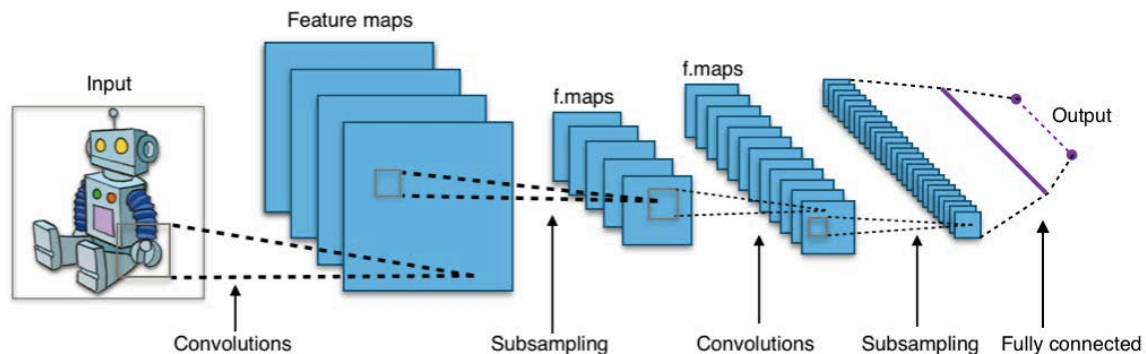 Feature maps
Input
f.maps
f.maps
Output
Convolutions
Subsampling
Convolutions
Subsampling
Fully connected